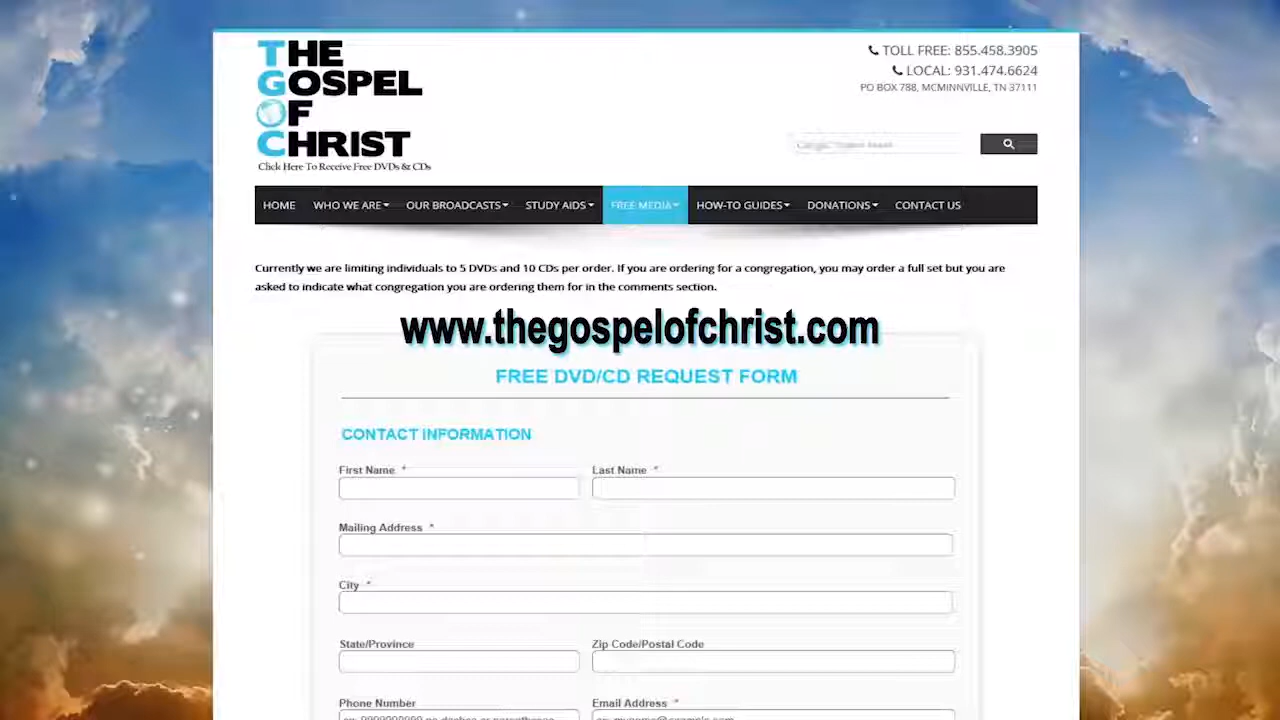 THE
GOSPEL
OF
CHRIST
Click Here To Receive Free DVDs & CDs
TOLL FREE: 855.458.3905
LOCAL: 931.474.6624
PO BOX 788, MCMINNVILLE, TN 37111
HOME WHO WE ARE OUR BROADCASTS STUDY AIDS FREE MEDIA HOW-TO GUIDES DONATIONS CONTACT US
Currently we are limiting individuals to 5 DVDs and 10 CDs per order. If you are ordering for a congregation, you may order a full set but you are
asked to indicate what congregation you are ordering them for in the comments section.
www.thegospelofchrist.com
FREE DVD/CD REQUEST FORM
CONTACT INFORMATION
First Name * Last Name *
Mailing Address *
City *
State/Province Zip Code/Postal Code
Phone Number Email Address *